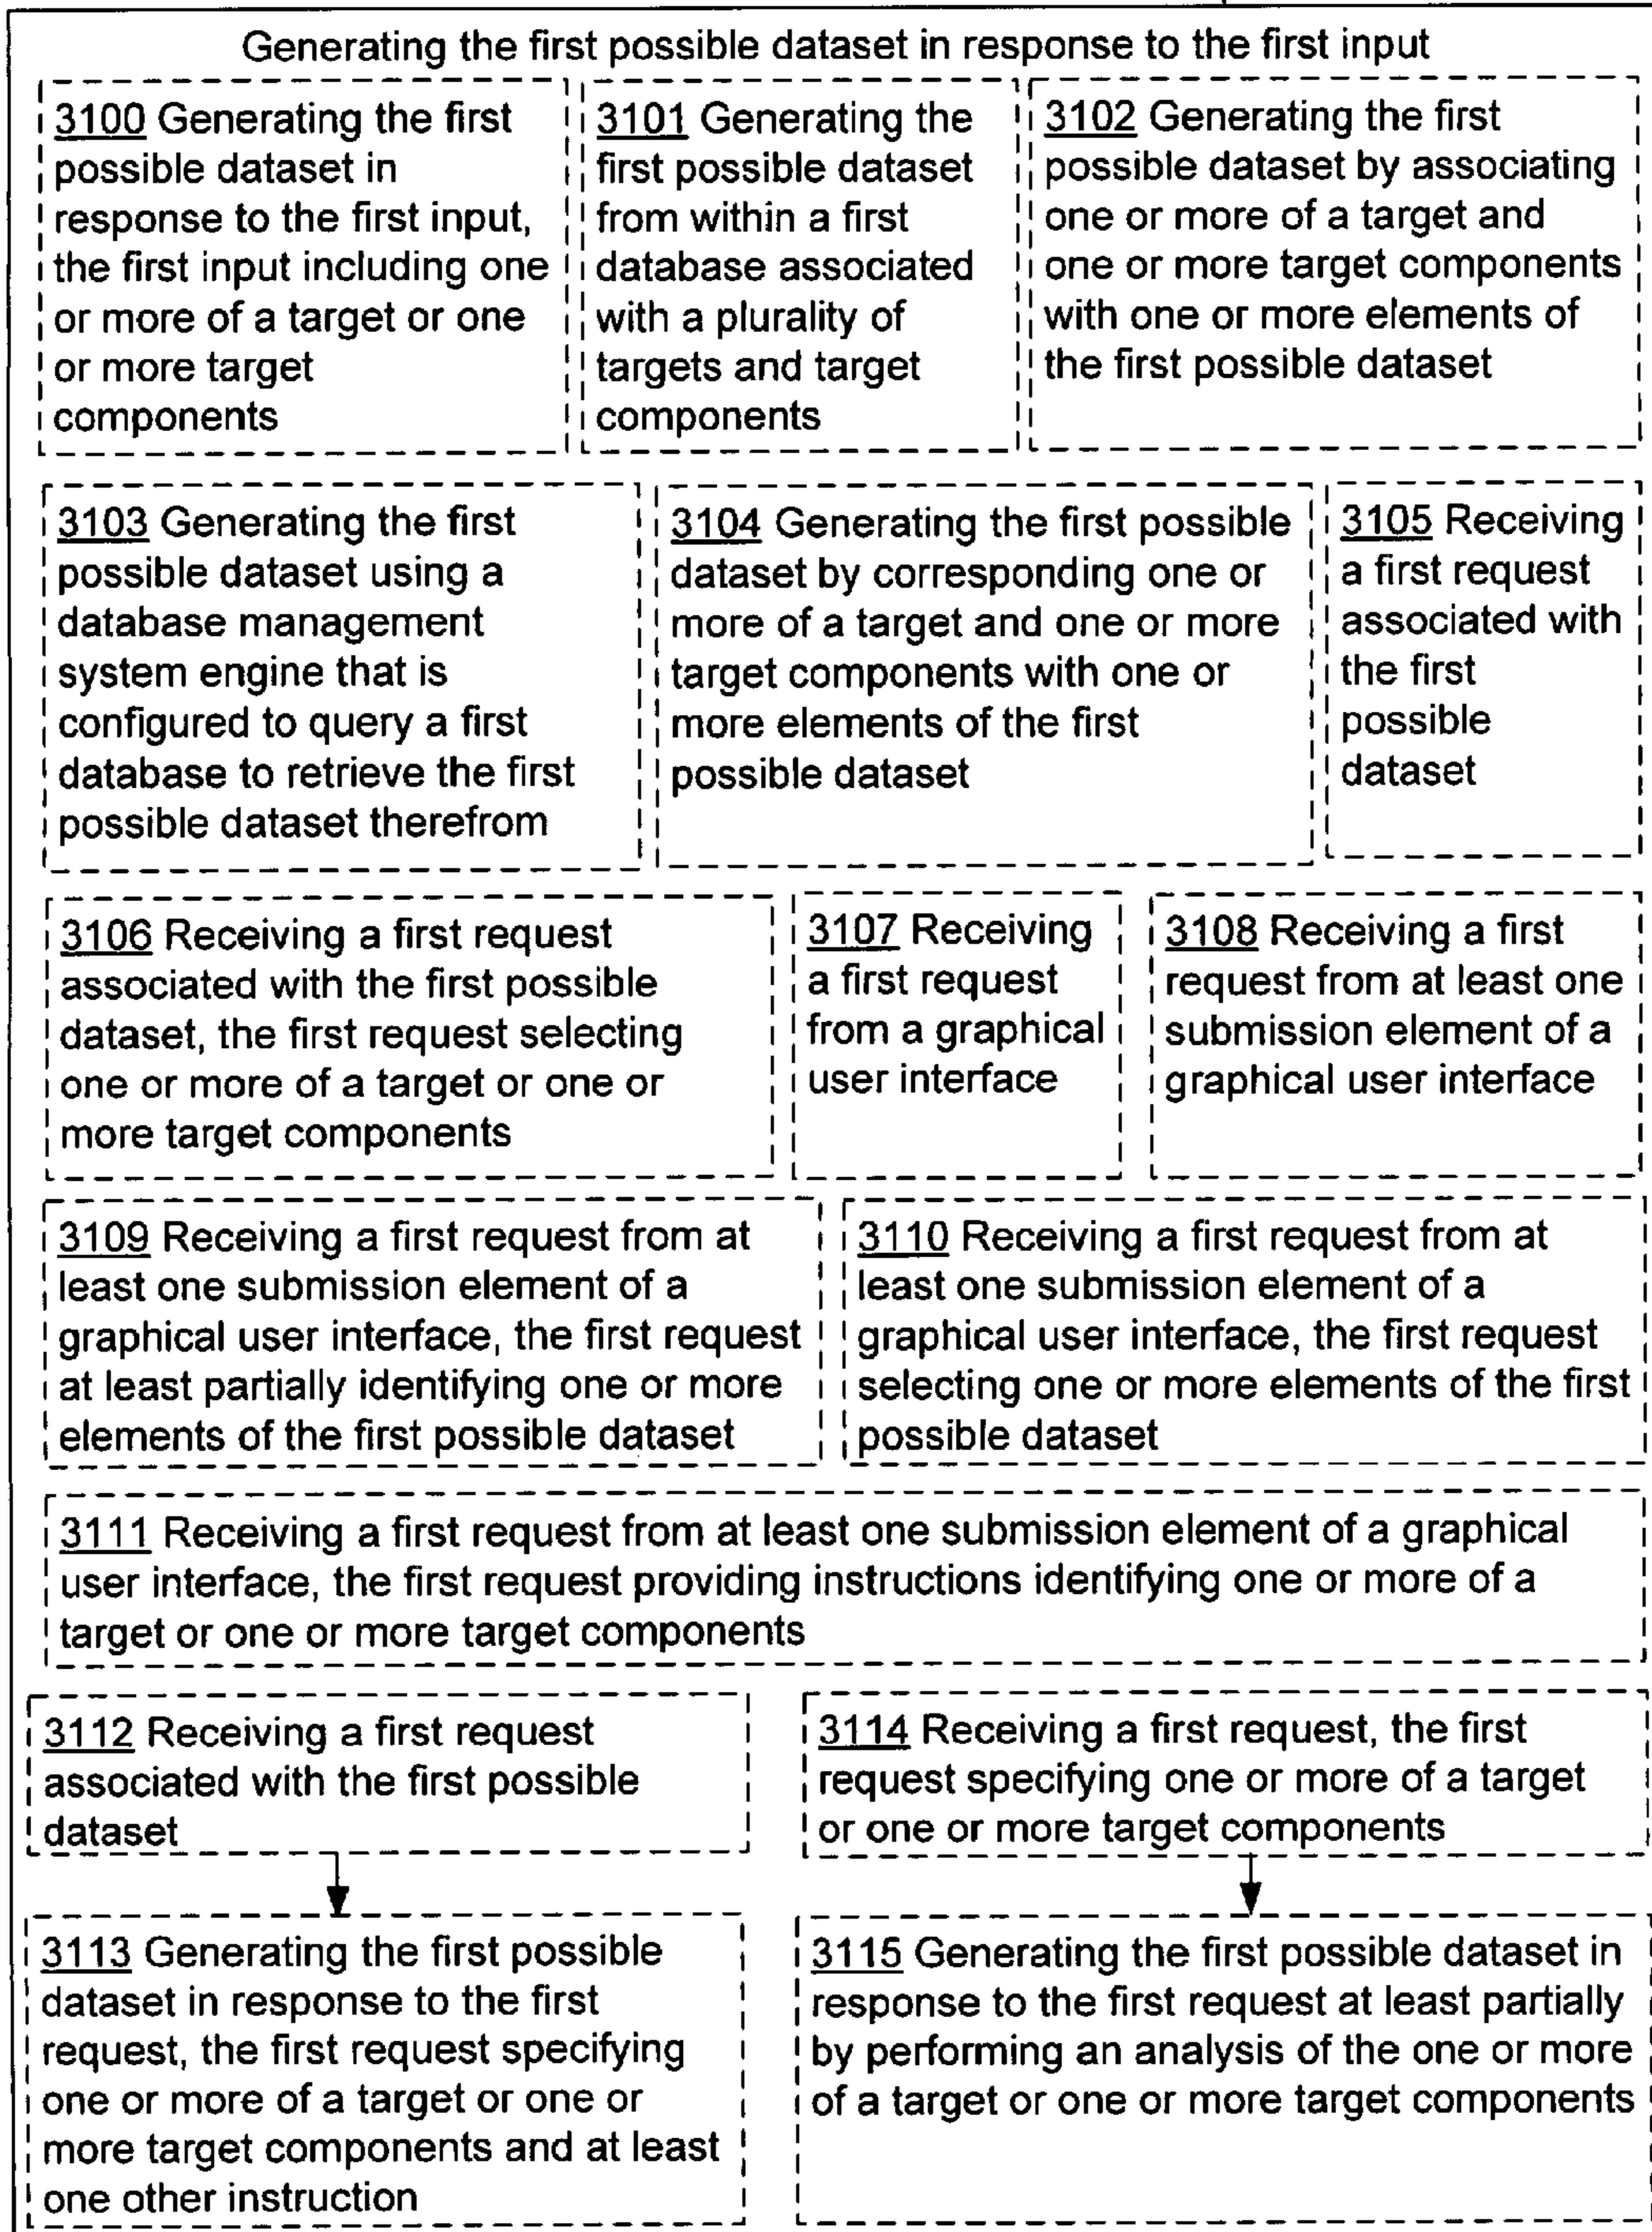 Generating the first possible dataset in response to the first input
3100 Generating the first
possible dataset in
response to the first input,
the first input including one
or more of a target or one
or more target
components
3101 Generating the
first possible dataset
from within a first
database associated
with a plurality of
targets and target
components
3102 Generating the first
possible dataset by associating
one or more of a target and
one or more target components
with one or more elements of
the first possible dataset
3103 Generating the first
possible dataset using a
database management
system engine that is
configured to query a first
database to retrieve the first
possible dataset therefrom
3104 Generating the first possible
dataset by corresponding one or
more of a target and one or more
target components with one or
more elements of the first
possible dataset
3105 Receiving
a first request
associated with
the first
possible
dataset
3106 Receiving a first request
associated with the first possible
dataset, the first request selecting
one or more of a target or one or
more target components
3107 Receiving
a first request
from a graphical
user interface
3108 Receiving a first
request from at least one
submission element of a
graphical user interface
3109 Receiving a first request from at
least one submission element of a
graphical user interface, the first request
at least partially identifying one or more
elements of the first possible dataset
3110 Receiving a first request from at
least one submission element of a
graphical user interface, the first request
selecting one or more elements of the first
possible dataset
3111 Receiving a first request from at least one submission element of a graphical
user interface, the first request providing instructions identifying one or more of a
target or one or more target components
3112 Receiving a first request
associated with the first possible
dataset
3114 Receiving a first request, the first
request specifying one or more of a target
or one or more target components
3113 Generating the first possible
dataset in response to the first
request, the first request specifying
one or more of a target or one or
more target components and at least
one other instruction
3115 Generating the first possible dataset in
response to the first request at least partially
by performing an analysis of the one or more
of a target or one or more target components